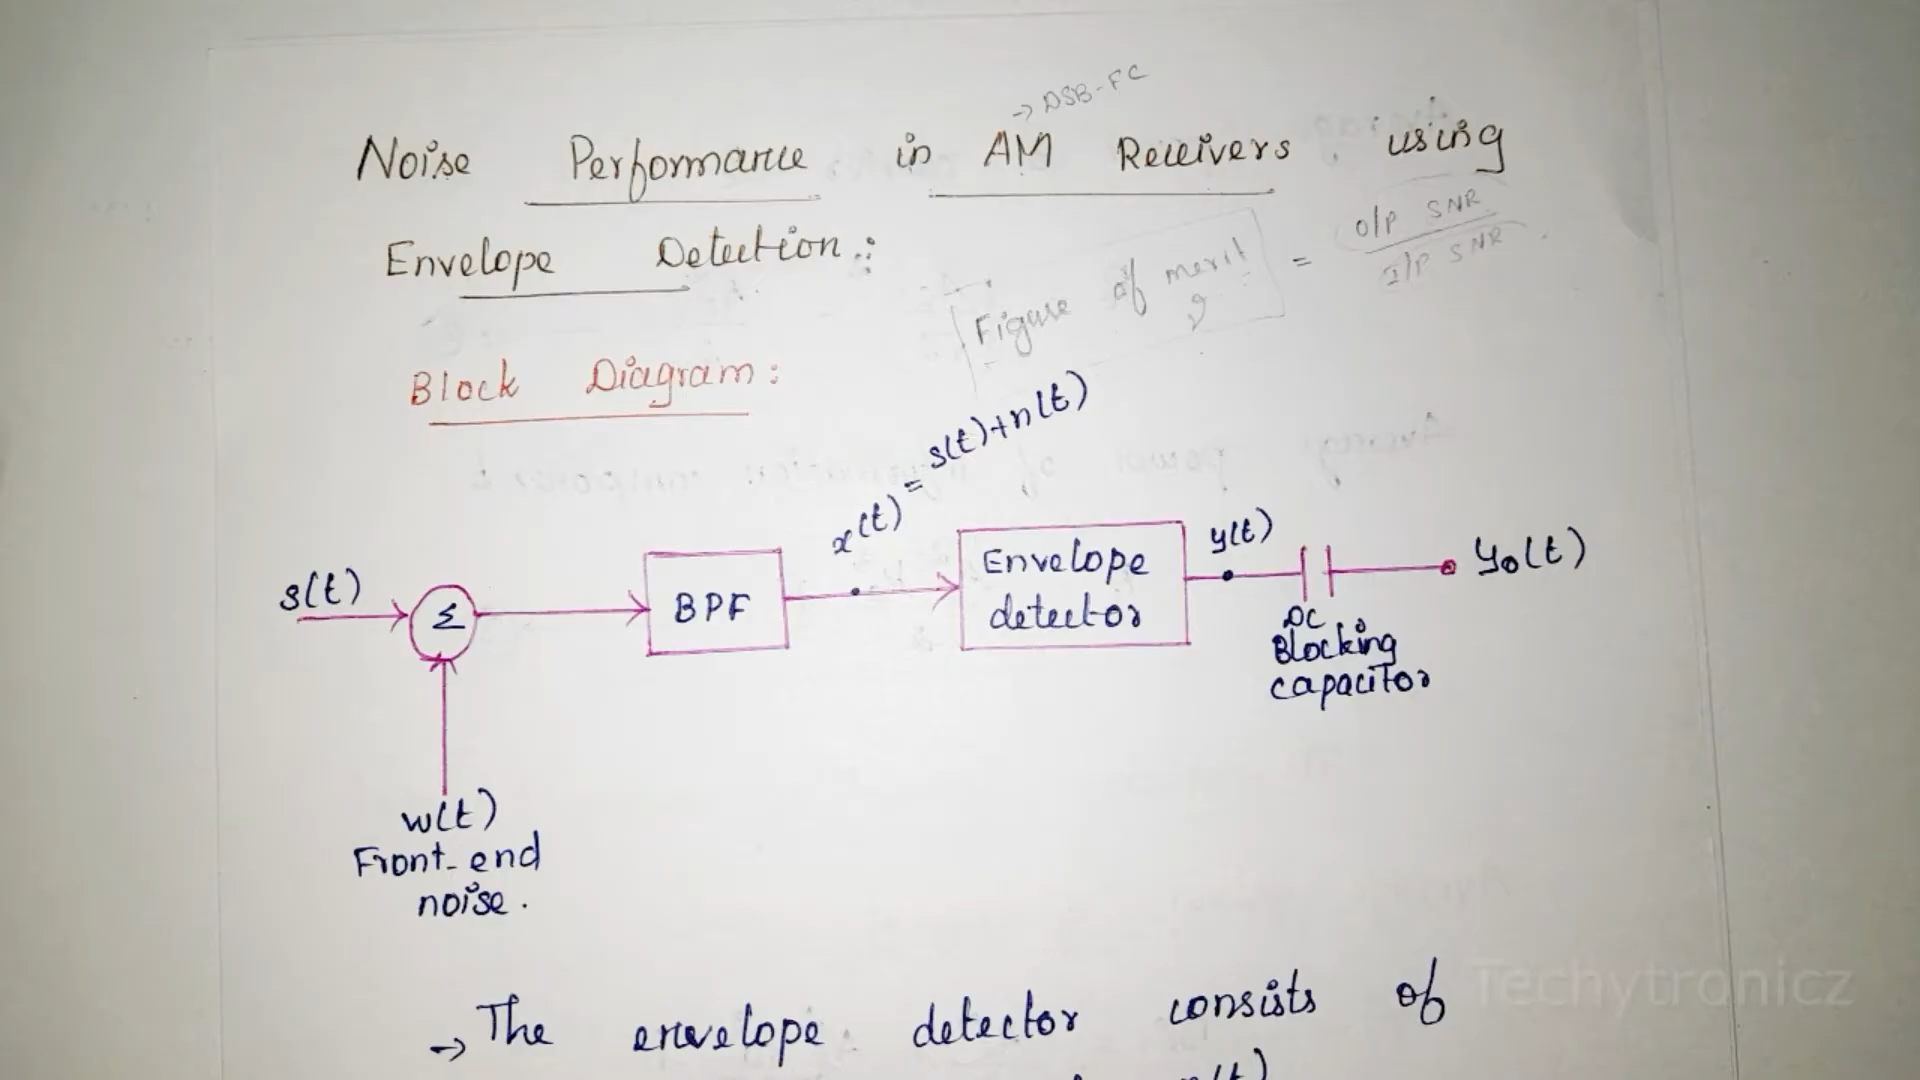 → DSB-FC
Noise Performance in AM Receivers using
Envelope Detection:
Figure of merit = O/P SNR
I/P SNR
Block Diagram:
x(t) = s(t)+n(t)
s(t)
Σ
BPF
Envelope
detector
y(t)
DC
Blocking
capacitor
y₀(t)
w(t)
Front-end
noise.
→ The envelope detector consists of
n(t)
Techytronicz